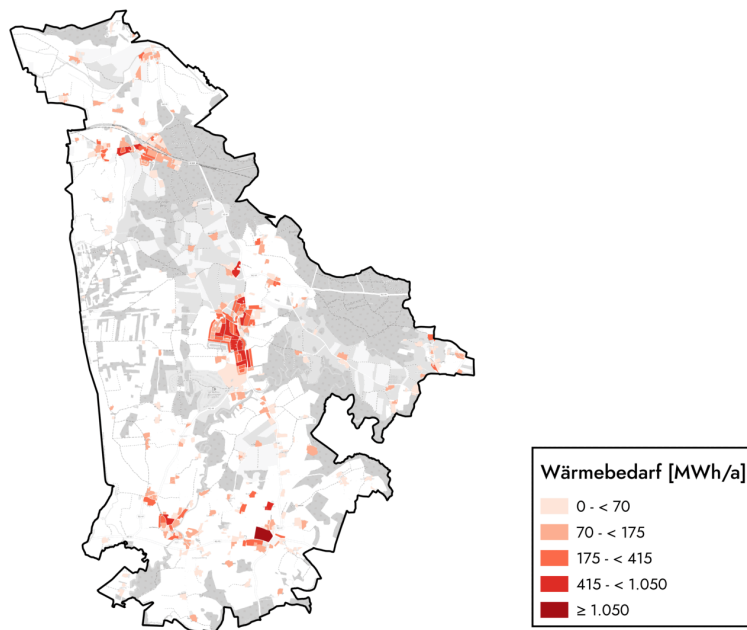 Wärmebedarf [MWh/a]
0 - < 70
70 - < 175
175 - < 415
415 - < 1.050
≥ 1.050